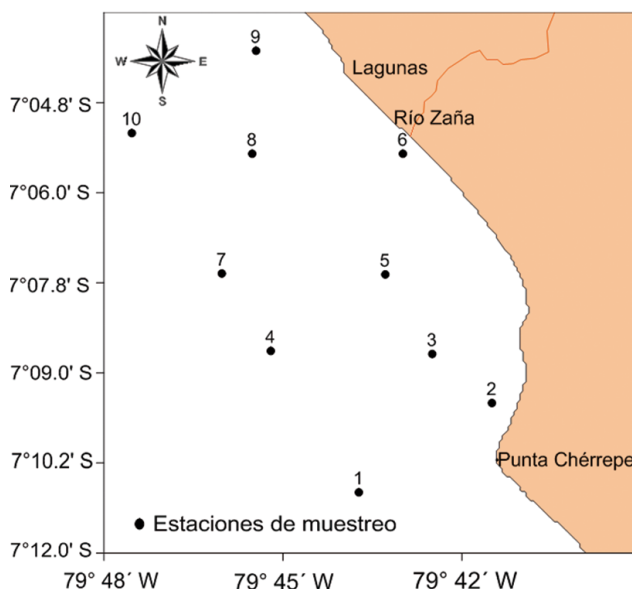 N
W E
S
9
Lagunas
7°04.8' S
10
Río Zaña
8
6
7°06.0' S
7
5
7°07.8' S
4
3
7°09.0' S
2
7°10.2' S
Punta Chérrepe
1
Estaciones de muestreo
7°12.0' S
79° 48´ W
79° 45´ W
79° 42´ W